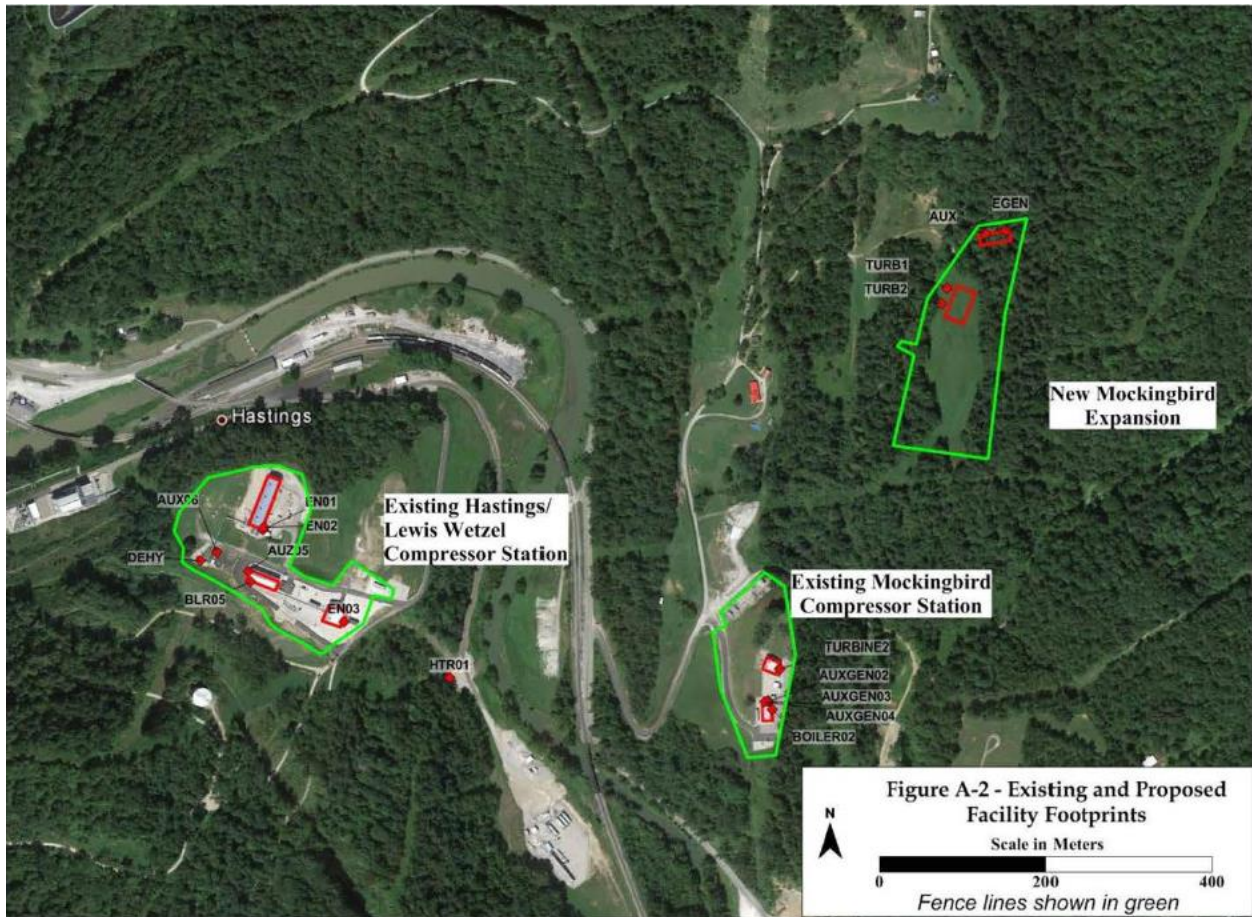 EGEN
AUX
TURB1
TURB2
New Mockingbird
Expansion
Hastings
AUX06
EN01
EN02
AUZ05
DEHY
BLR05
EN03
Existing Hastings/
Lewis Wetzel
Compressor Station
HTR01
Existing Mockingbird
Compressor Station
TURBINE2
AUXGEN02
AUXGEN03
AUXGEN04
BOILER02
Figure A-2 - Existing and Proposed
Facility Footprints
N
Scale in Meters
0 200 400
Fence lines shown in green